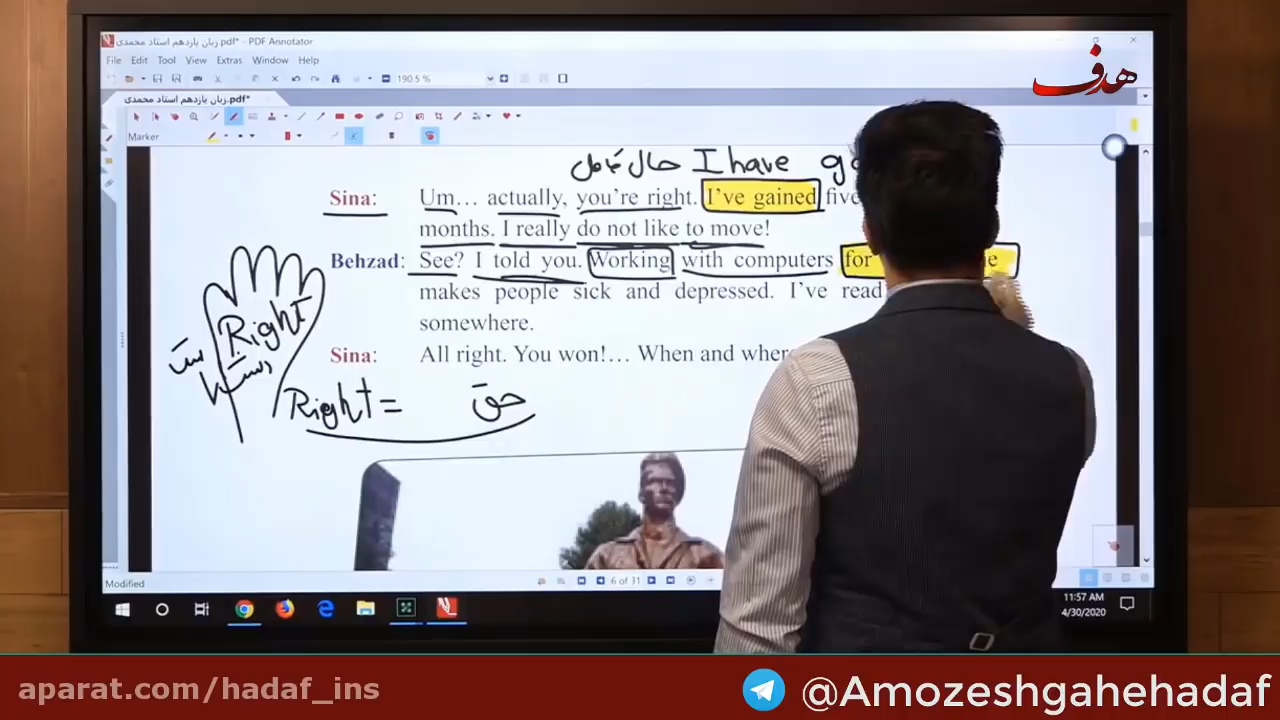 زبان یازدهم استاد محمدی.pdf* - PDF Annotator
هدف
File Edit Tool View Extras Window Help
190.5 %
زبان یازدهم استاد محمدی.pdf*
Marker
حال کامل I have
Sina: Um… actually, you're right. I've gained five
months. I really do not like to move!
Behzad: See? I told you. Working with computers for
makes people sick and depressed. I've read
somewhere.
Sina: All right. You won!… When and where
Right
دست
Right = حق
Modified
6 of 31
11:57 AM
4/30/2020
aparat.com/hadaf_ins
@Amozeshgahehadaf